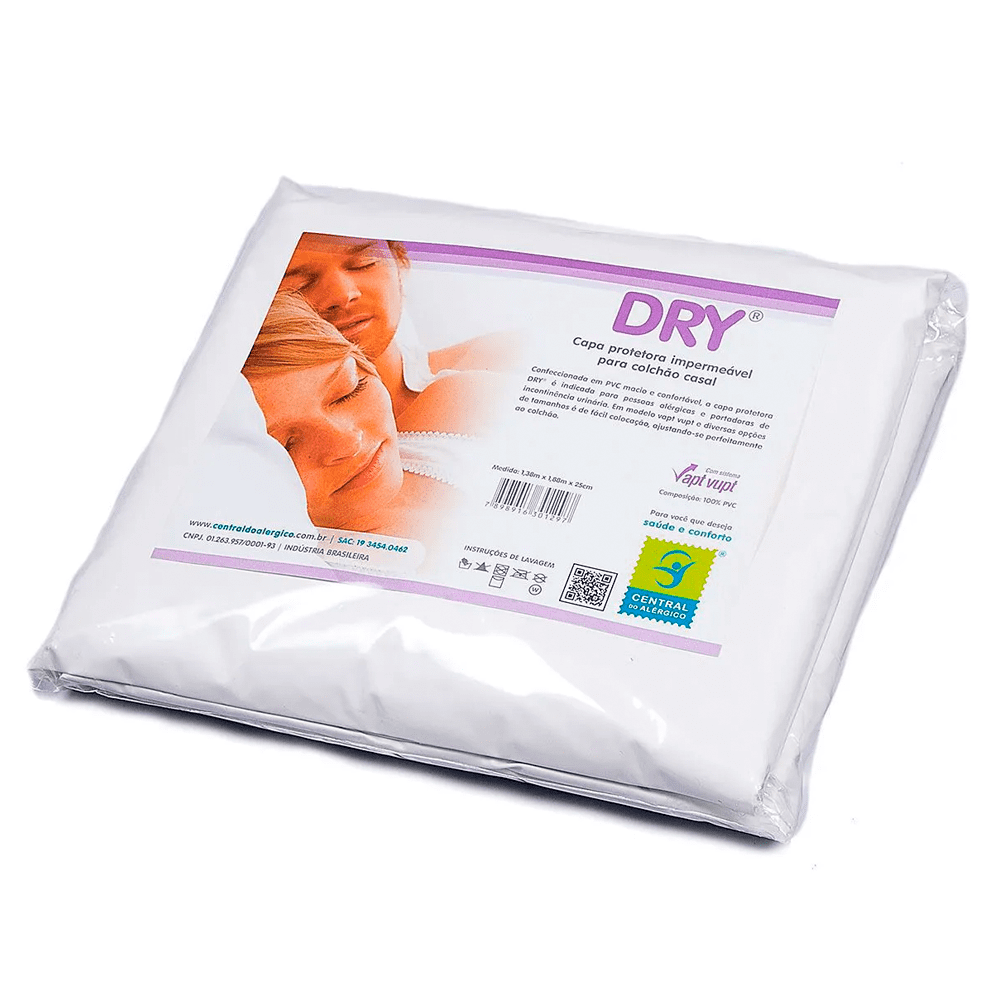 DRY®
Capa protetora impermeável
para colchão casal
Confeccionada em PVC macio e confortável, a capa protetora
DRY® é indicada para pessoas alérgicas e portadoras de
incontinência urinária. Em modelo vapt vupt e diversas opções
de tamanhos é de fácil colocação, ajustando-se perfeitamente
ao colchão.
Medida: 1,38m x 1,88m x 25cm
7 898916 301297
Com sistema
Vapt vupt
Composição: 100% PVC
Para você que deseja
saúde e conforto
www.centraldoalergico.com.br | SAC: 19 3454.0462
CNPJ. 01.263.957/0001-93 | INDÚSTRIA BRASILEIRA
INSTRUÇÕES DE LAVAGEM
W
CENTRAL
DO ALÉRGICO
®